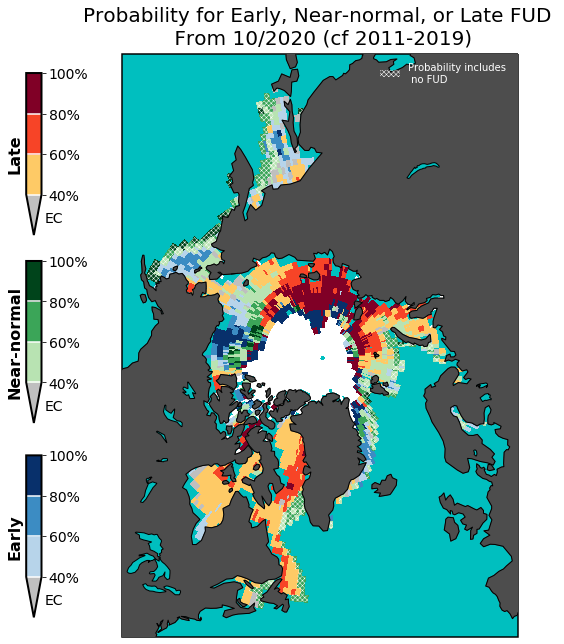 Probability for Early, Near-normal, or Late FUD
From 10/2020 (cf 2011-2019)
Probability includes
no FUD
Late
100%
80%
60%
40%
EC
Near-normal
100%
80%
60%
40%
EC
Early
100%
80%
60%
40%
EC